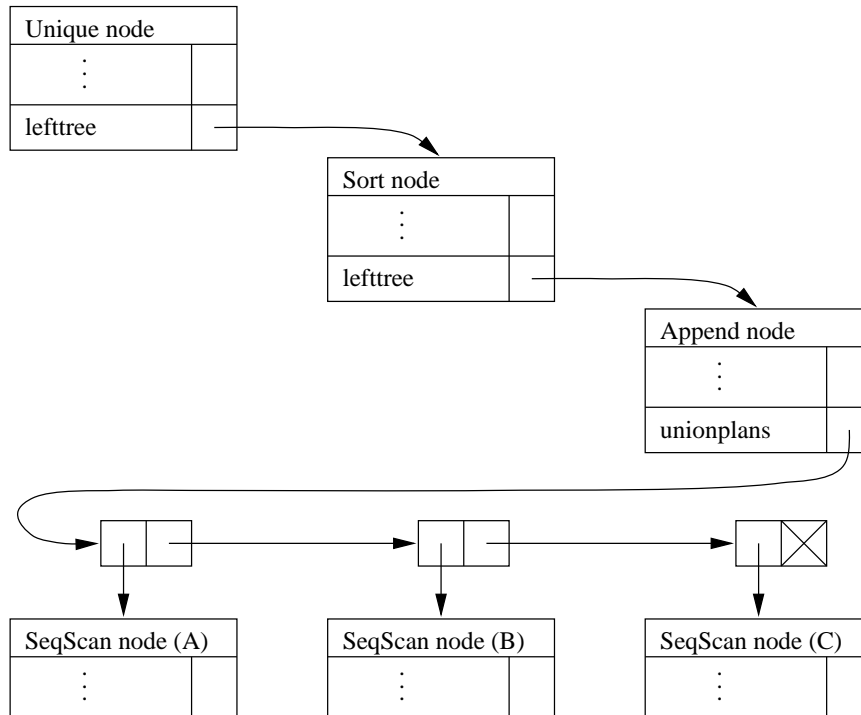 Unique node
lefttree
Sort node
lefttree
Append node
unionplans
SeqScan node (A)
SeqScan node (B)
SeqScan node (C)